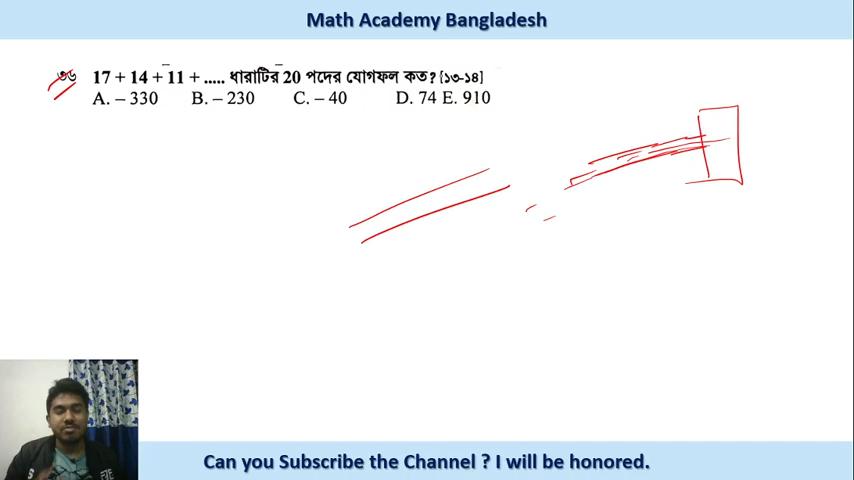 Math Academy Bangladesh
৩৬ 17 + 14 + 11 + ..... ধারাটির 20 পদের যোগফল কত? [১৩-১৪]
A. – 330 B. – 230 C. – 40 D. 74 E. 910
Can you Subscribe the Channel ? I will be honored.